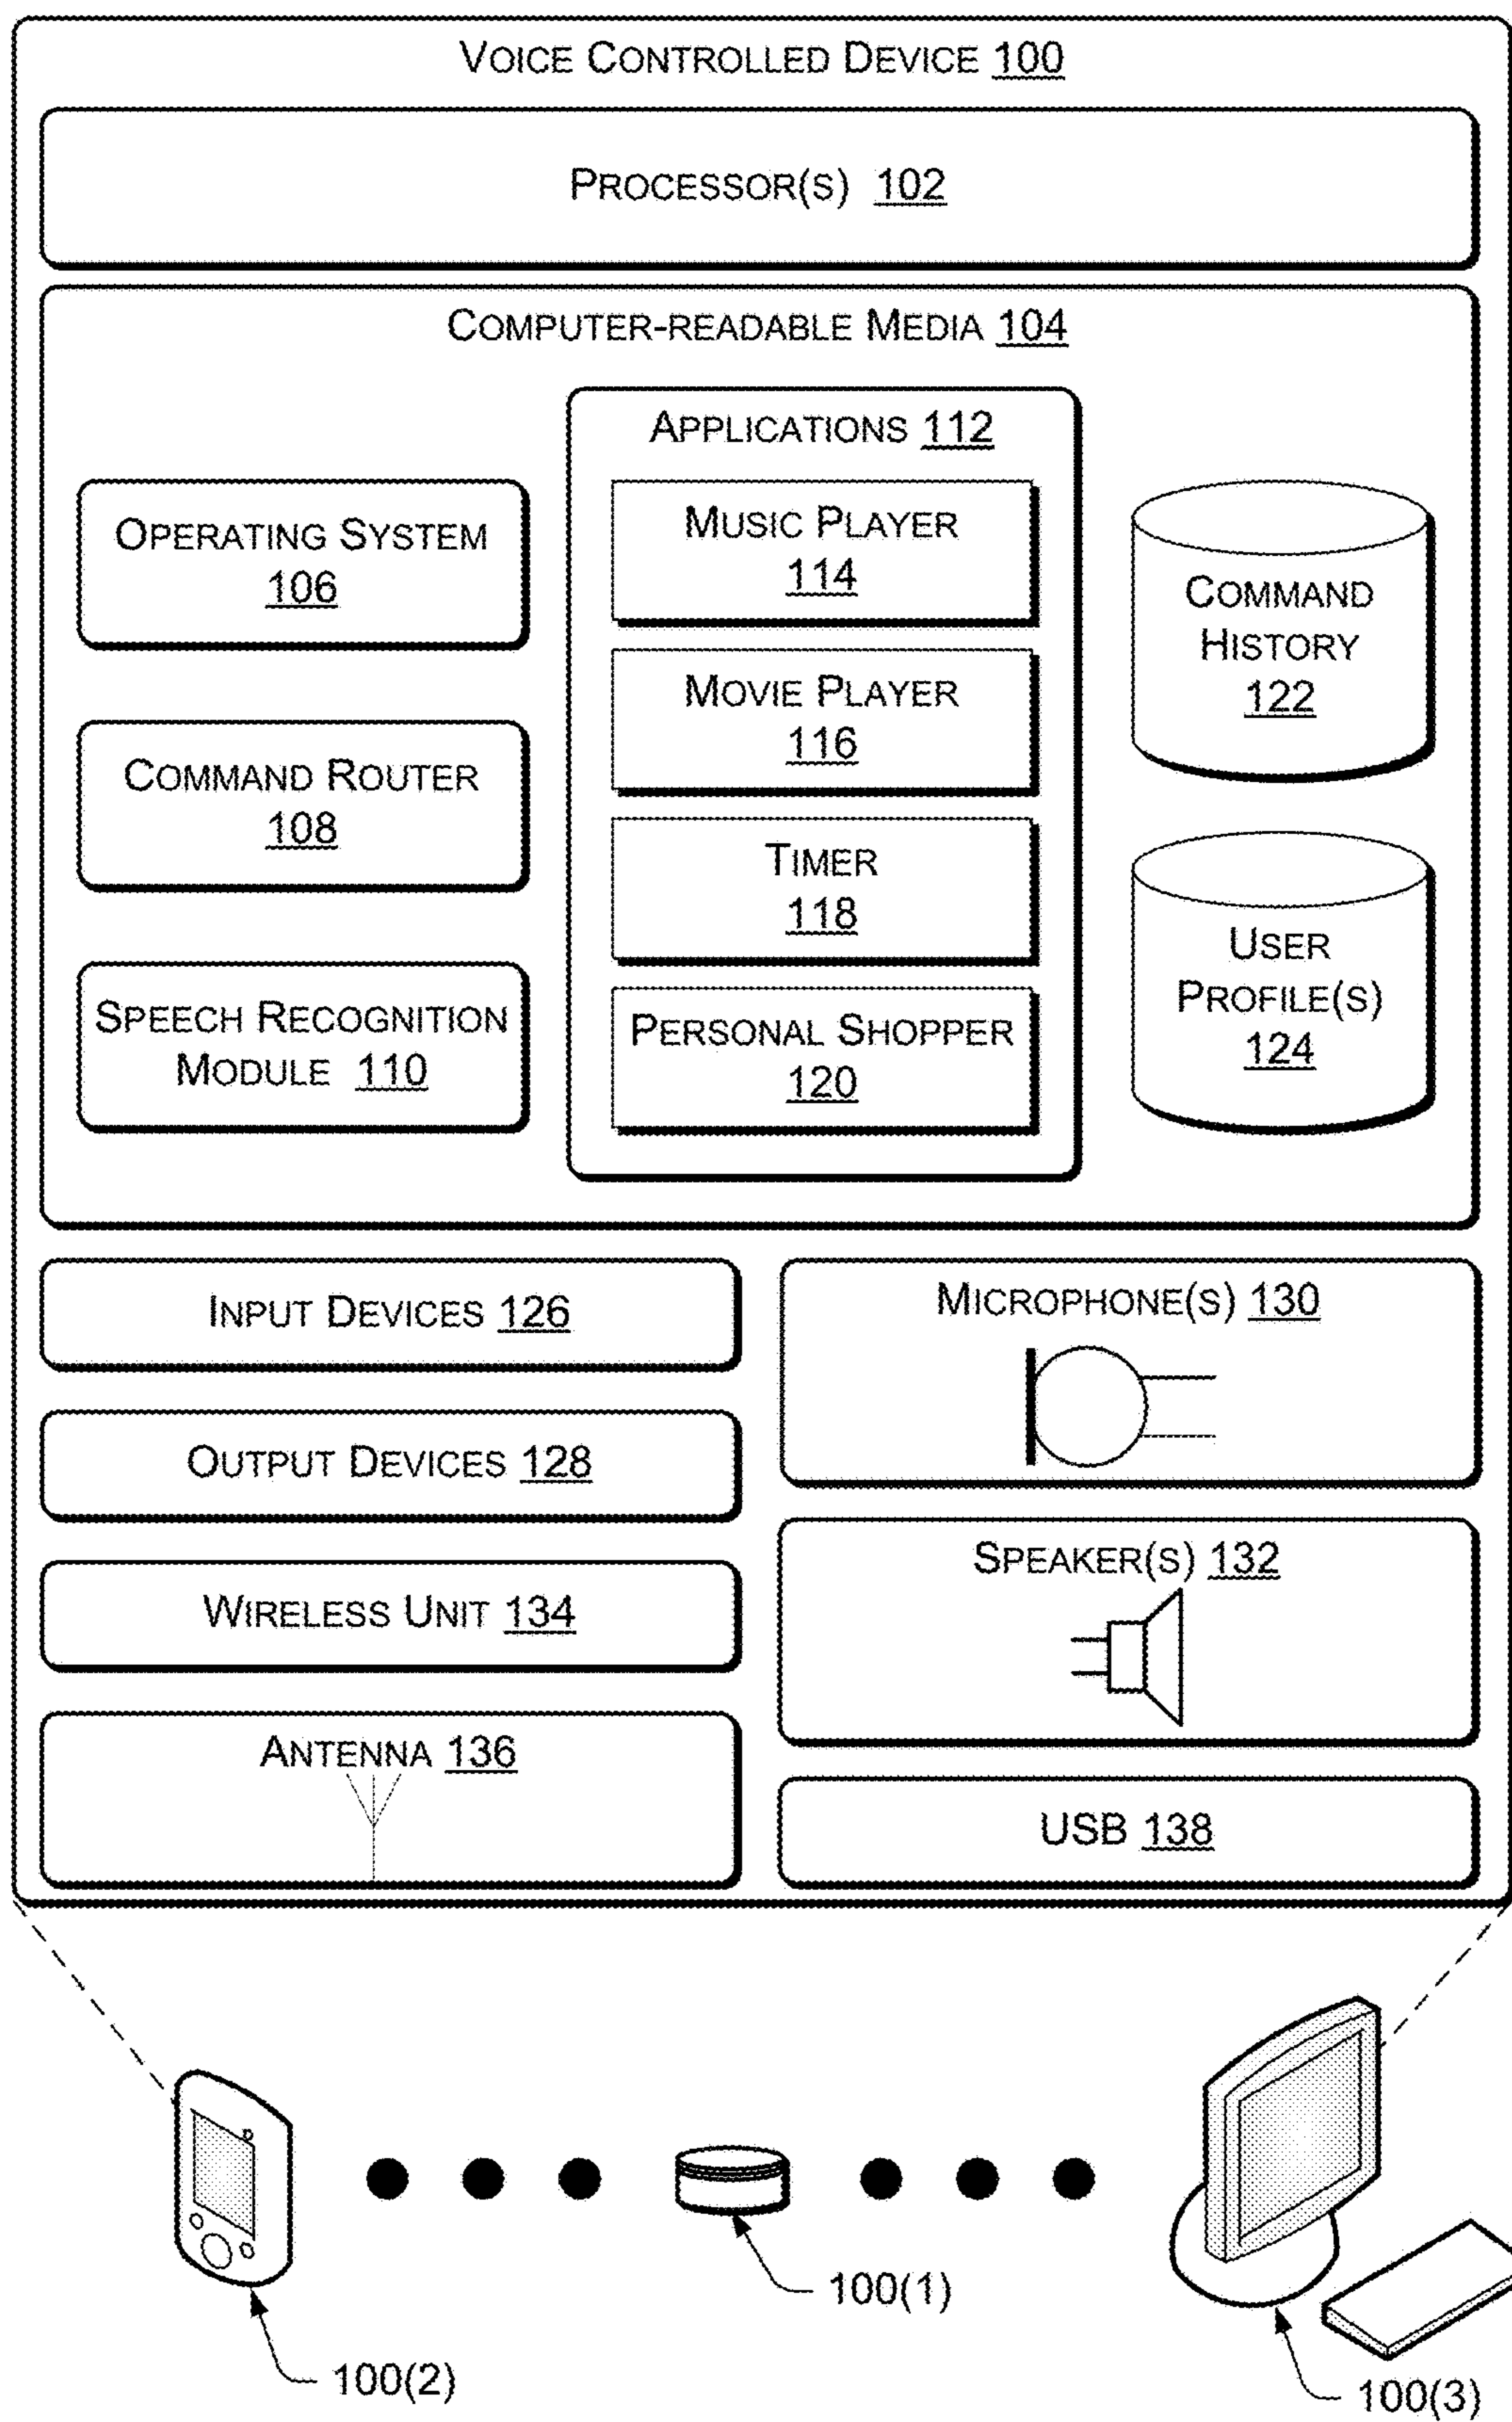 VOICE CONTROLLED DEVICE 100
PROCESSOR(S) 102
COMPUTER-READABLE MEDIA 104
OPERATING SYSTEM
106
COMMAND ROUTER
108
SPEECH RECOGNITION
MODULE 110
APPLICATIONS 112
MUSIC PLAYER
114
MOVIE PLAYER
116
TIMER
118
PERSONAL SHOPPER
120
COMMAND
HISTORY
122
USER
PROFILE(S)
124
INPUT DEVICES 126
OUTPUT DEVICES 128
WIRELESS UNIT 134
ANTENNA 136
MICROPHONE(S) 130
SPEAKER(S) 132
USB 138
100(2)
100(1)
100(3)